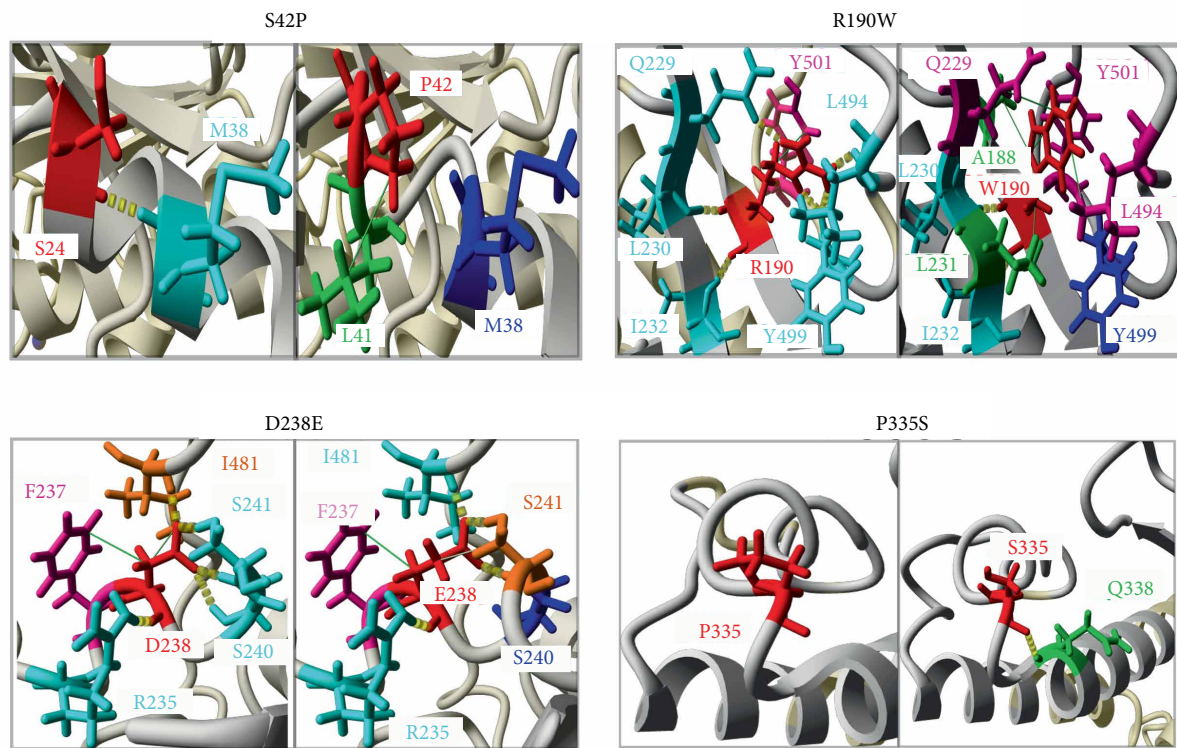 S42P
P42
M38
S24
L41
M38
R190W
Q229
Y501
L494
L230
R190
I232
Y499
Q229
Y501
A188
L230
W190
L494
L231
I232
Y499
D238E
I481
F237
S241
D238
S240
R235
I481
F237
S241
E238
S240
R235
P335S
P335
S335
Q338